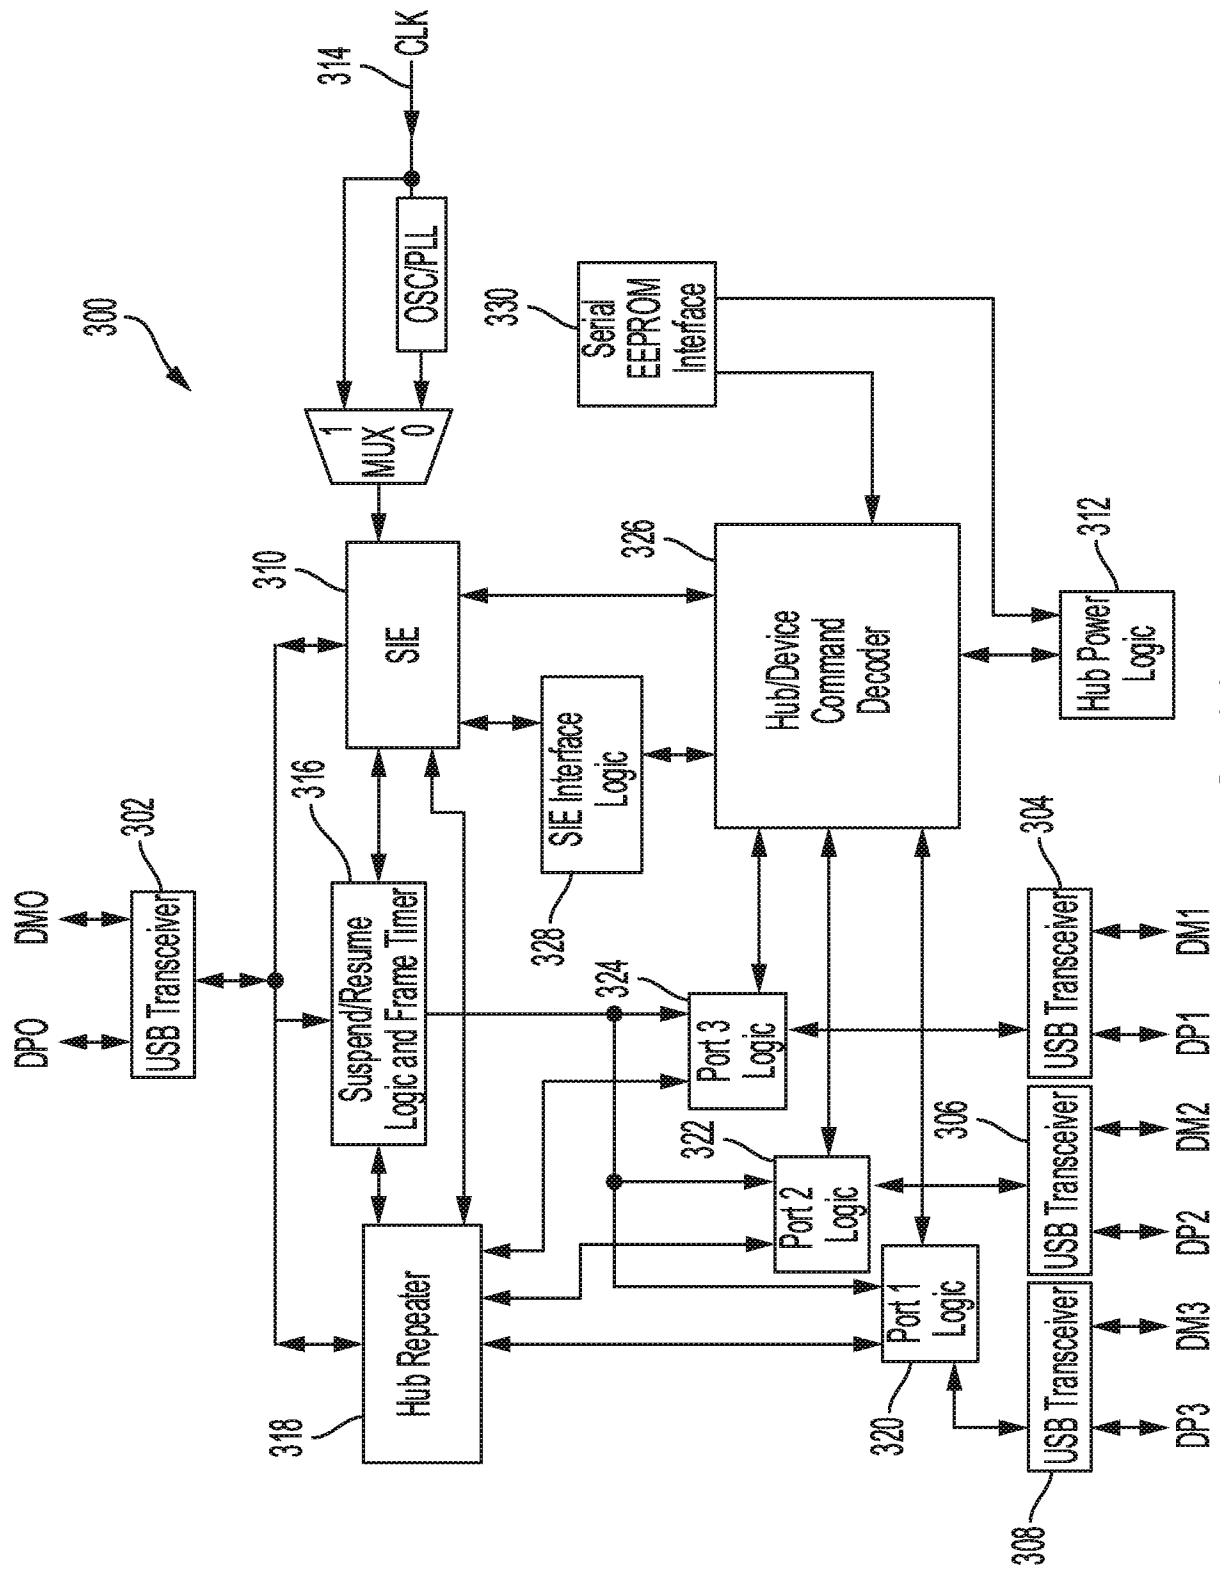 300
314
CLK
OSC/PLL
1
MUX
0
310
SIE
302
DPO
DMO
USB Transceiver
316
Suspend/Resume
Logic and Frame Timer
318
Hub Repeater
328
SIE Interface
Logic
326
Hub/Device
Command
Decoder
330
Serial
EEPROM
Interface
312
Hub Power
Logic
324
Port 3
Logic
322
Port 2
Logic
320
Port 1
Logic
304
USB Transceiver
306
USB Transceiver
308
USB Transceiver
DP3
DM3
DP2
DM2
DP1
DM1